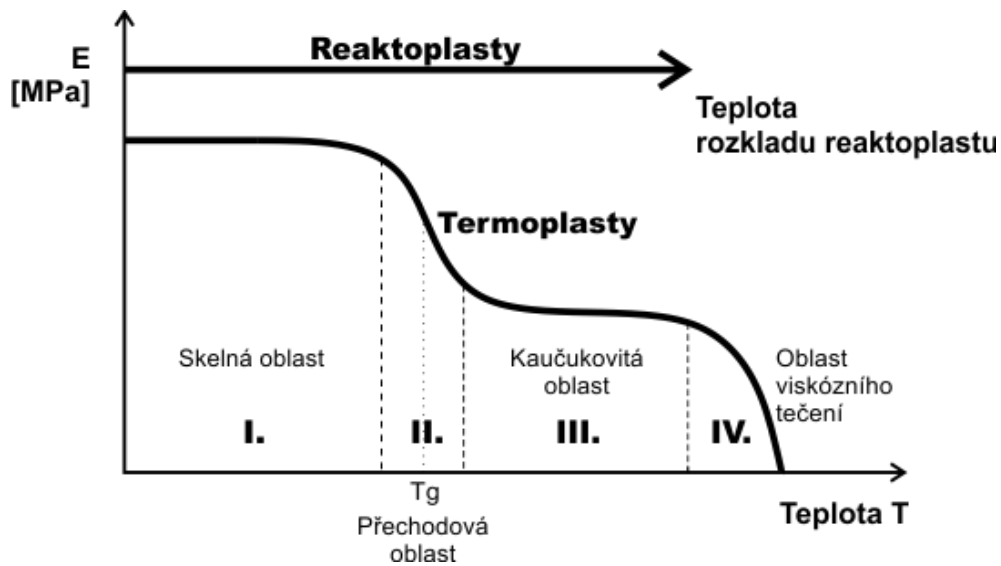 E
[MPa]
Reaktoplasty
Teplota
rozkladu reaktoplastu
Termoplasty
Skelná oblast
Kaučukovitá
oblast
Oblast
viskózního
tečení
I.
II.
III.
IV.
Tg
Přechodová
oblast
Teplota T